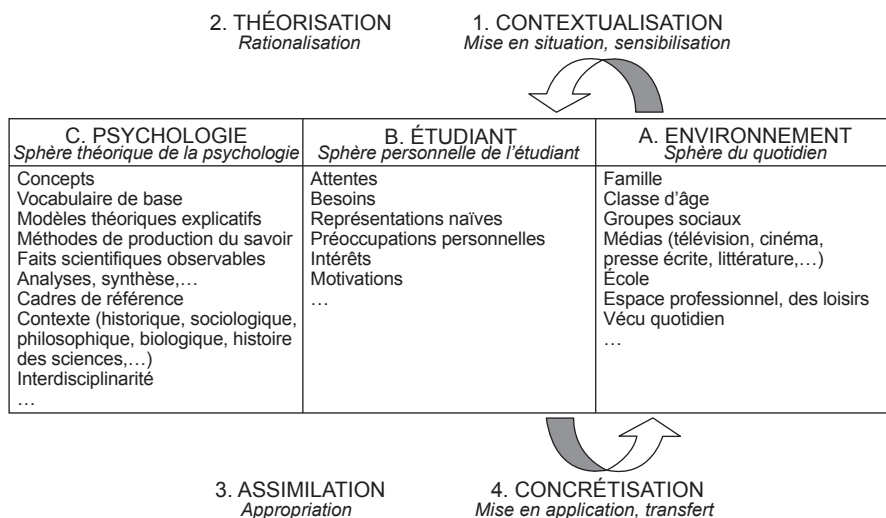 2. THÉORISATION
Rationalisation
1. CONTEXTUALISATION
Mise en situation, sensibilisation
C. PSYCHOLOGIE
Sphère théorique de la psychologie
B. ÉTUDIANT
Sphère personnelle de l'étudiant
A. ENVIRONNEMENT
Sphère du quotidien
Concepts
Vocabulaire de base
Modèles théoriques explicatifs
Méthodes de production du savoir
Faits scientifiques observables
Analyses, synthèse,…
Cadres de référence
Contexte (historique, sociologique,
philosophique, biologique, histoire
des sciences,…)
Interdisciplinarité
…
Attentes
Besoins
Représentations naïves
Préoccupations personnelles
Intérêts
Motivations
…
Famille
Classe d'âge
Groupes sociaux
Médias (télévision, cinéma,
presse écrite, littérature,…)
École
Espace professionnel, des loisirs
Vécu quotidien
…
3. ASSIMILATION
Appropriation
4. CONCRÉTISATION
Mise en application, transfert